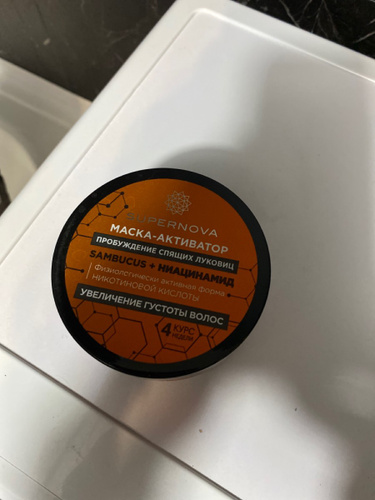 SUPERNOVA
МАСКА-АКТИВАТОР
ПРОБУЖДЕНИЕ СПЯЩИХ ЛУКОВИЦ
SAMBUCUS + НИАЦИНАМИД
Физиологически активная форма
НИКОТИНОВОЙ КИСЛОТЫ
УВЕЛИЧЕНИЕ ГУСТОТЫ ВОЛОС
4 КУРС
НЕДЕЛИ